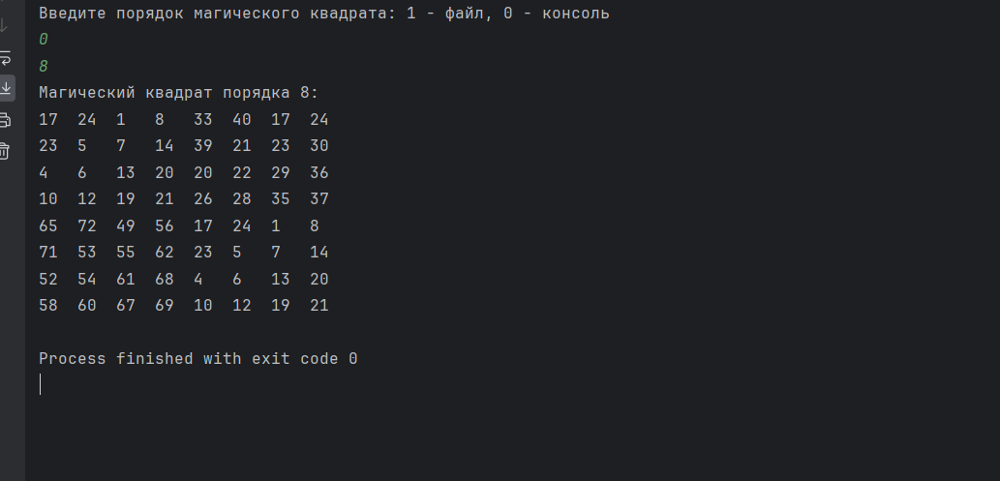 Введите порядок магического квадрата: 1 - файл, 0 - консоль
0
8
Магический квадрат порядка 8:
17  24  1   8   33  40  17  24
23  5   7   14  39  21  23  30
4   6   13  20  20  22  29  36
10  12  19  21  26  28  35  37
65  72  49  56  17  24  1   8
71  53  55  62  23  5   7   14
52  54  61  68  4   6   13  20
58  60  67  69  10  12  19  21
Process finished with exit code 0